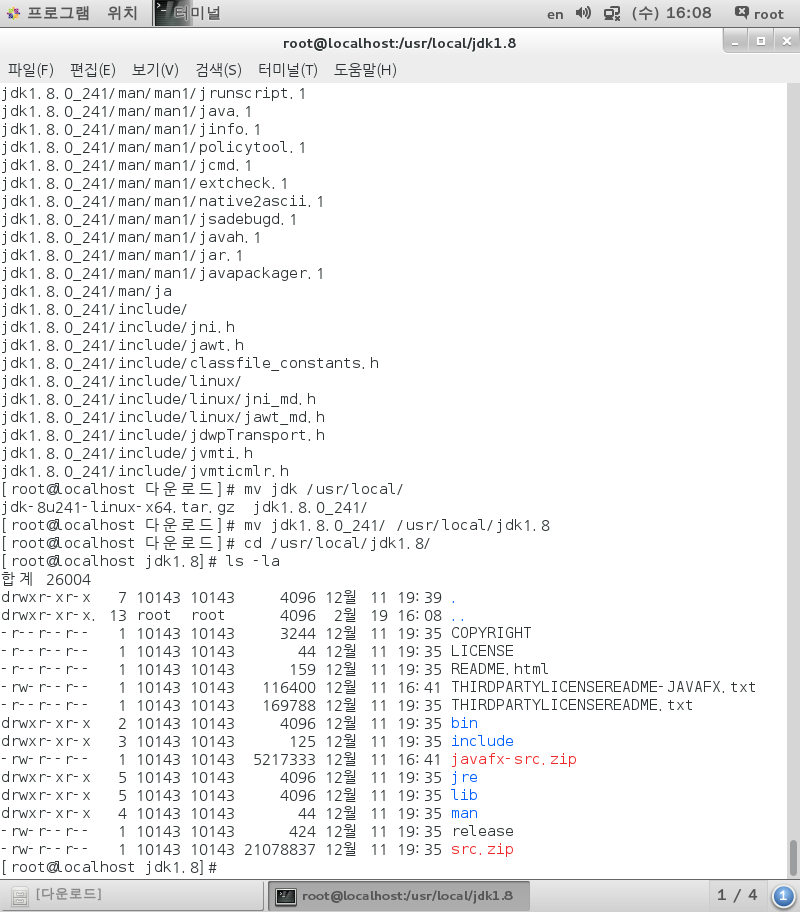 프로그램 위치 터미널 en (수) 16:08 root
root@localhost:/usr/local/jdk1.8
파일(F) 편집(E) 보기(V) 검색(S) 터미널(T) 도움말(H)
jdk1.8.0_241/man/man1/jrunscript.1
jdk1.8.0_241/man/man1/java.1
jdk1.8.0_241/man/man1/jinfo.1
jdk1.8.0_241/man/man1/policytool.1
jdk1.8.0_241/man/man1/jcmd.1
jdk1.8.0_241/man/man1/extcheck.1
jdk1.8.0_241/man/man1/native2ascii.1
jdk1.8.0_241/man/man1/jsadebugd.1
jdk1.8.0_241/man/man1/javah.1
jdk1.8.0_241/man/man1/jar.1
jdk1.8.0_241/man/man1/javapackager.1
jdk1.8.0_241/man/ja
jdk1.8.0_241/include/
jdk1.8.0_241/include/jni.h
jdk1.8.0_241/include/jawt.h
jdk1.8.0_241/include/classfile_constants.h
jdk1.8.0_241/include/linux/
jdk1.8.0_241/include/linux/jni_md.h
jdk1.8.0_241/include/linux/jawt_md.h
jdk1.8.0_241/include/jdwpTransport.h
jdk1.8.0_241/include/jvmti.h
jdk1.8.0_241/include/jvmticmlr.h
[root@localhost 다운로드]# mv jdk /usr/local/
jdk-8u241-linux-x64.tar.gz  jdk1.8.0_241/
[root@localhost 다운로드]# mv jdk1.8.0_241/ /usr/local/jdk1.8
[root@localhost 다운로드]# cd /usr/local/jdk1.8/
[root@localhost jdk1.8]# ls -la
합계 26004
drwxr-xr-x   7 10143 10143     4096 12월  11 19:39 .
drwxr-xr-x. 13 root  root      4096  2월  19 16:08 ..
-r--r--r--   1 10143 10143     3244 12월  11 19:35 COPYRIGHT
-r--r--r--   1 10143 10143       44 12월  11 19:35 LICENSE
-r--r--r--   1 10143 10143      159 12월  11 19:35 README.html
-rw-r--r--   1 10143 10143   116400 12월  11 16:41 THIRDPARTYLICENSEREADME-JAVAFX.txt
-r--r--r--   1 10143 10143   169788 12월  11 19:35 THIRDPARTYLICENSEREADME.txt
drwxr-xr-x   2 10143 10143     4096 12월  11 19:35 bin
drwxr-xr-x   3 10143 10143      125 12월  11 19:35 include
-rw-r--r--   1 10143 10143  5217333 12월  11 16:41 javafx-src.zip
drwxr-xr-x   5 10143 10143     4096 12월  11 19:35 jre
drwxr-xr-x   5 10143 10143     4096 12월  11 19:35 lib
drwxr-xr-x   4 10143 10143       44 12월  11 19:35 man
-rw-r--r--   1 10143 10143      424 12월  11 19:35 release
-rw-r--r--   1 10143 10143 21078837 12월  11 19:35 src.zip
[root@localhost jdk1.8]#
[다운로드] root@localhost:/usr/local/jdk1.8 1 / 4 1